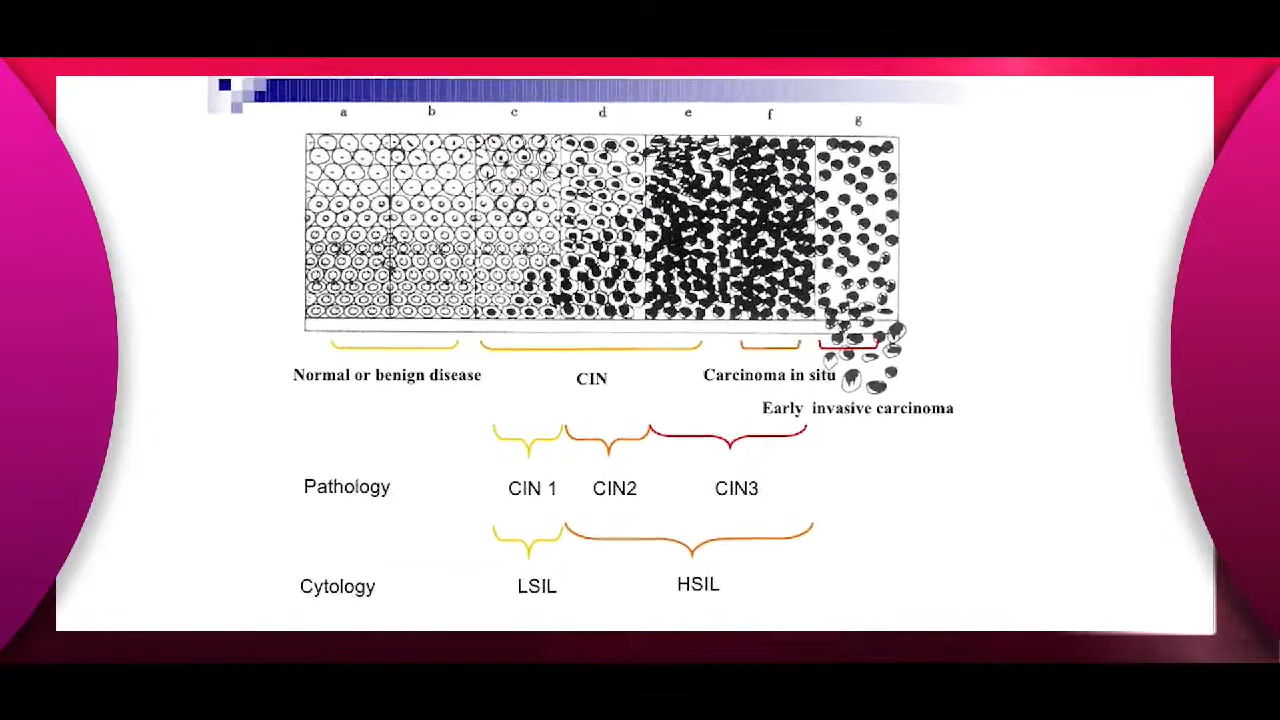 a b c d e f g
Normal or benign disease CIN Carcinoma in situ
Early invasive carcinoma
Pathology CIN 1 CIN2 CIN3
Cytology LSIL HSIL